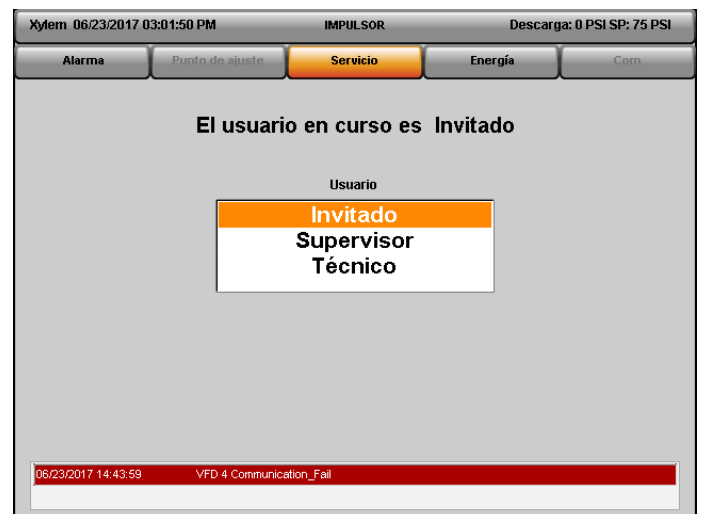 Xylem 06/23/2017 03:01:50 PM IMPULSOR Descarga: 0 PSI SP: 75 PSI
Alarma Punto de ajuste Servicio Energía Com
El usuario en curso es Invitado
Usuario
Invitado
Supervisor
Técnico
06/23/2017 14:43:59 VFD 4 Communication_Fail